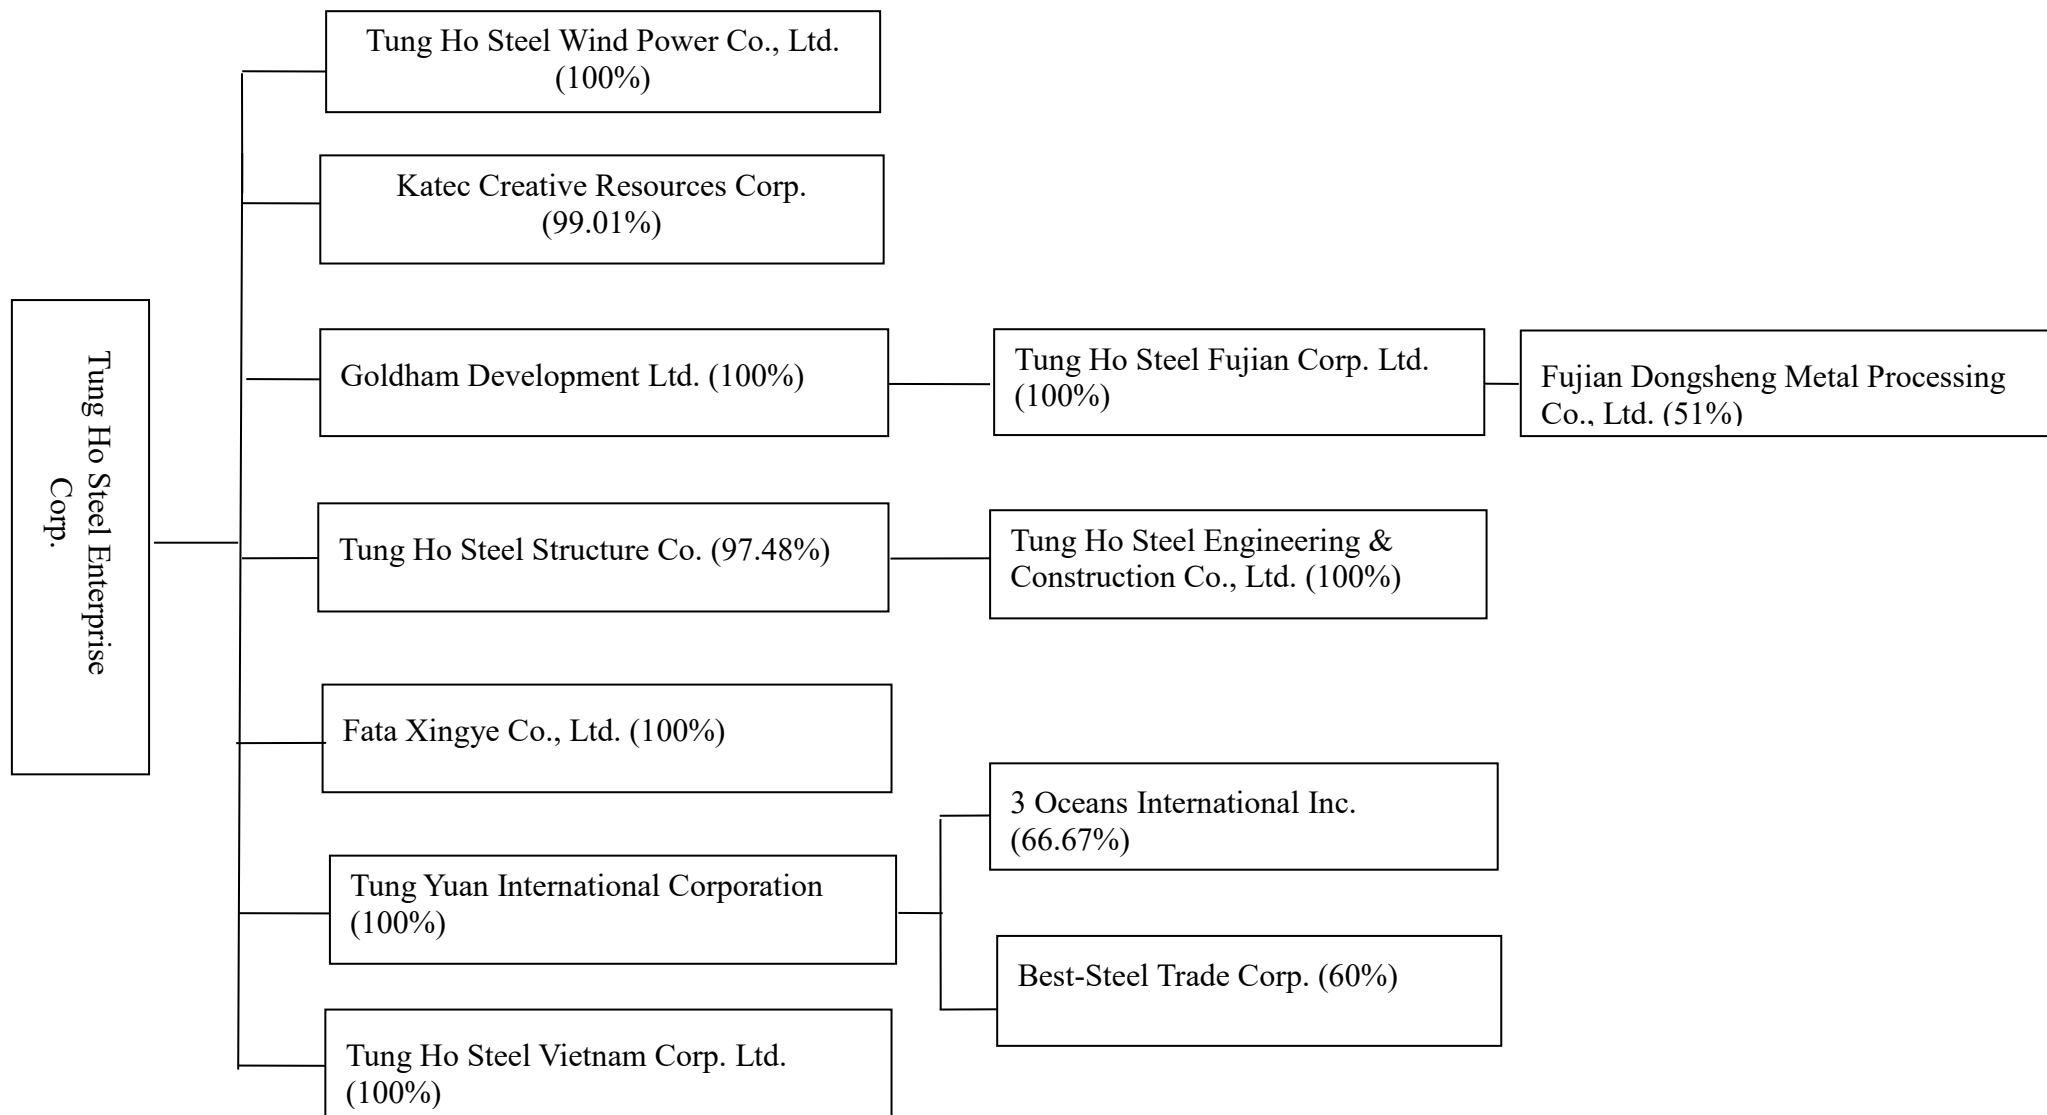 Tung Ho Steel Enterprise
Corp.
Tung Ho Steel Wind Power Co., Ltd.
(100%)
Katec Creative Resources Corp.
(99.01%)
Goldham Development Ltd. (100%)
Tung Ho Steel Fujian Corp. Ltd.
(100%)
Fujian Dongsheng Metal Processing
Co., Ltd. (51%)
Tung Ho Steel Structure Co. (97.48%)
Tung Ho Steel Engineering &
Construction Co., Ltd. (100%)
Fata Xingye Co., Ltd. (100%)
Tung Yuan International Corporation
(100%)
3 Oceans International Inc.
(66.67%)
Best-Steel Trade Corp. (60%)
Tung Ho Steel Vietnam Corp. Ltd.
(100%)